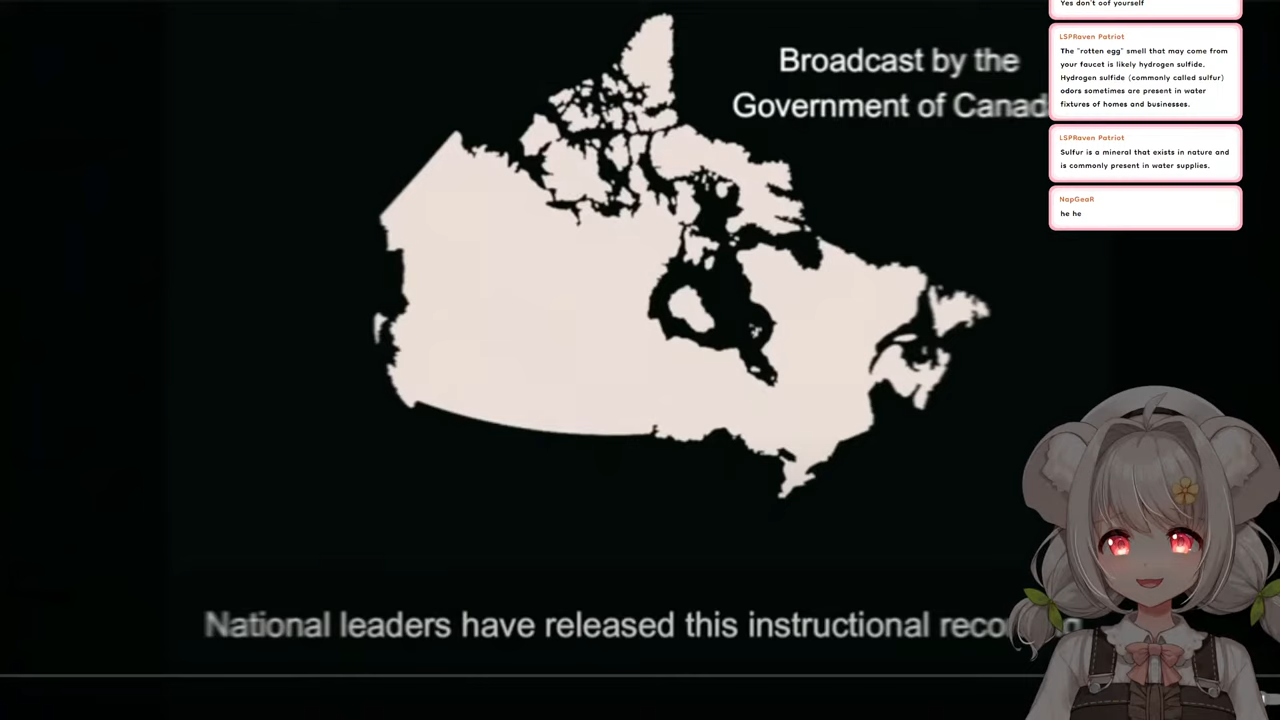 Broadcast by the
Government of Canad
National leaders have released this instructional reco
Yes don't oof yourself
LSPRaven Patriot
The "rotten egg" smell that may come from
your faucet is likely hydrogen sulfide.
Hydrogen sulfide (commonly called sulfur)
odors sometimes are present in water
fixtures of homes and businesses.
LSPRaven Patriot
Sulfur is a mineral that exists in nature and
is commonly present in water supplies.
NapGeaR
he he